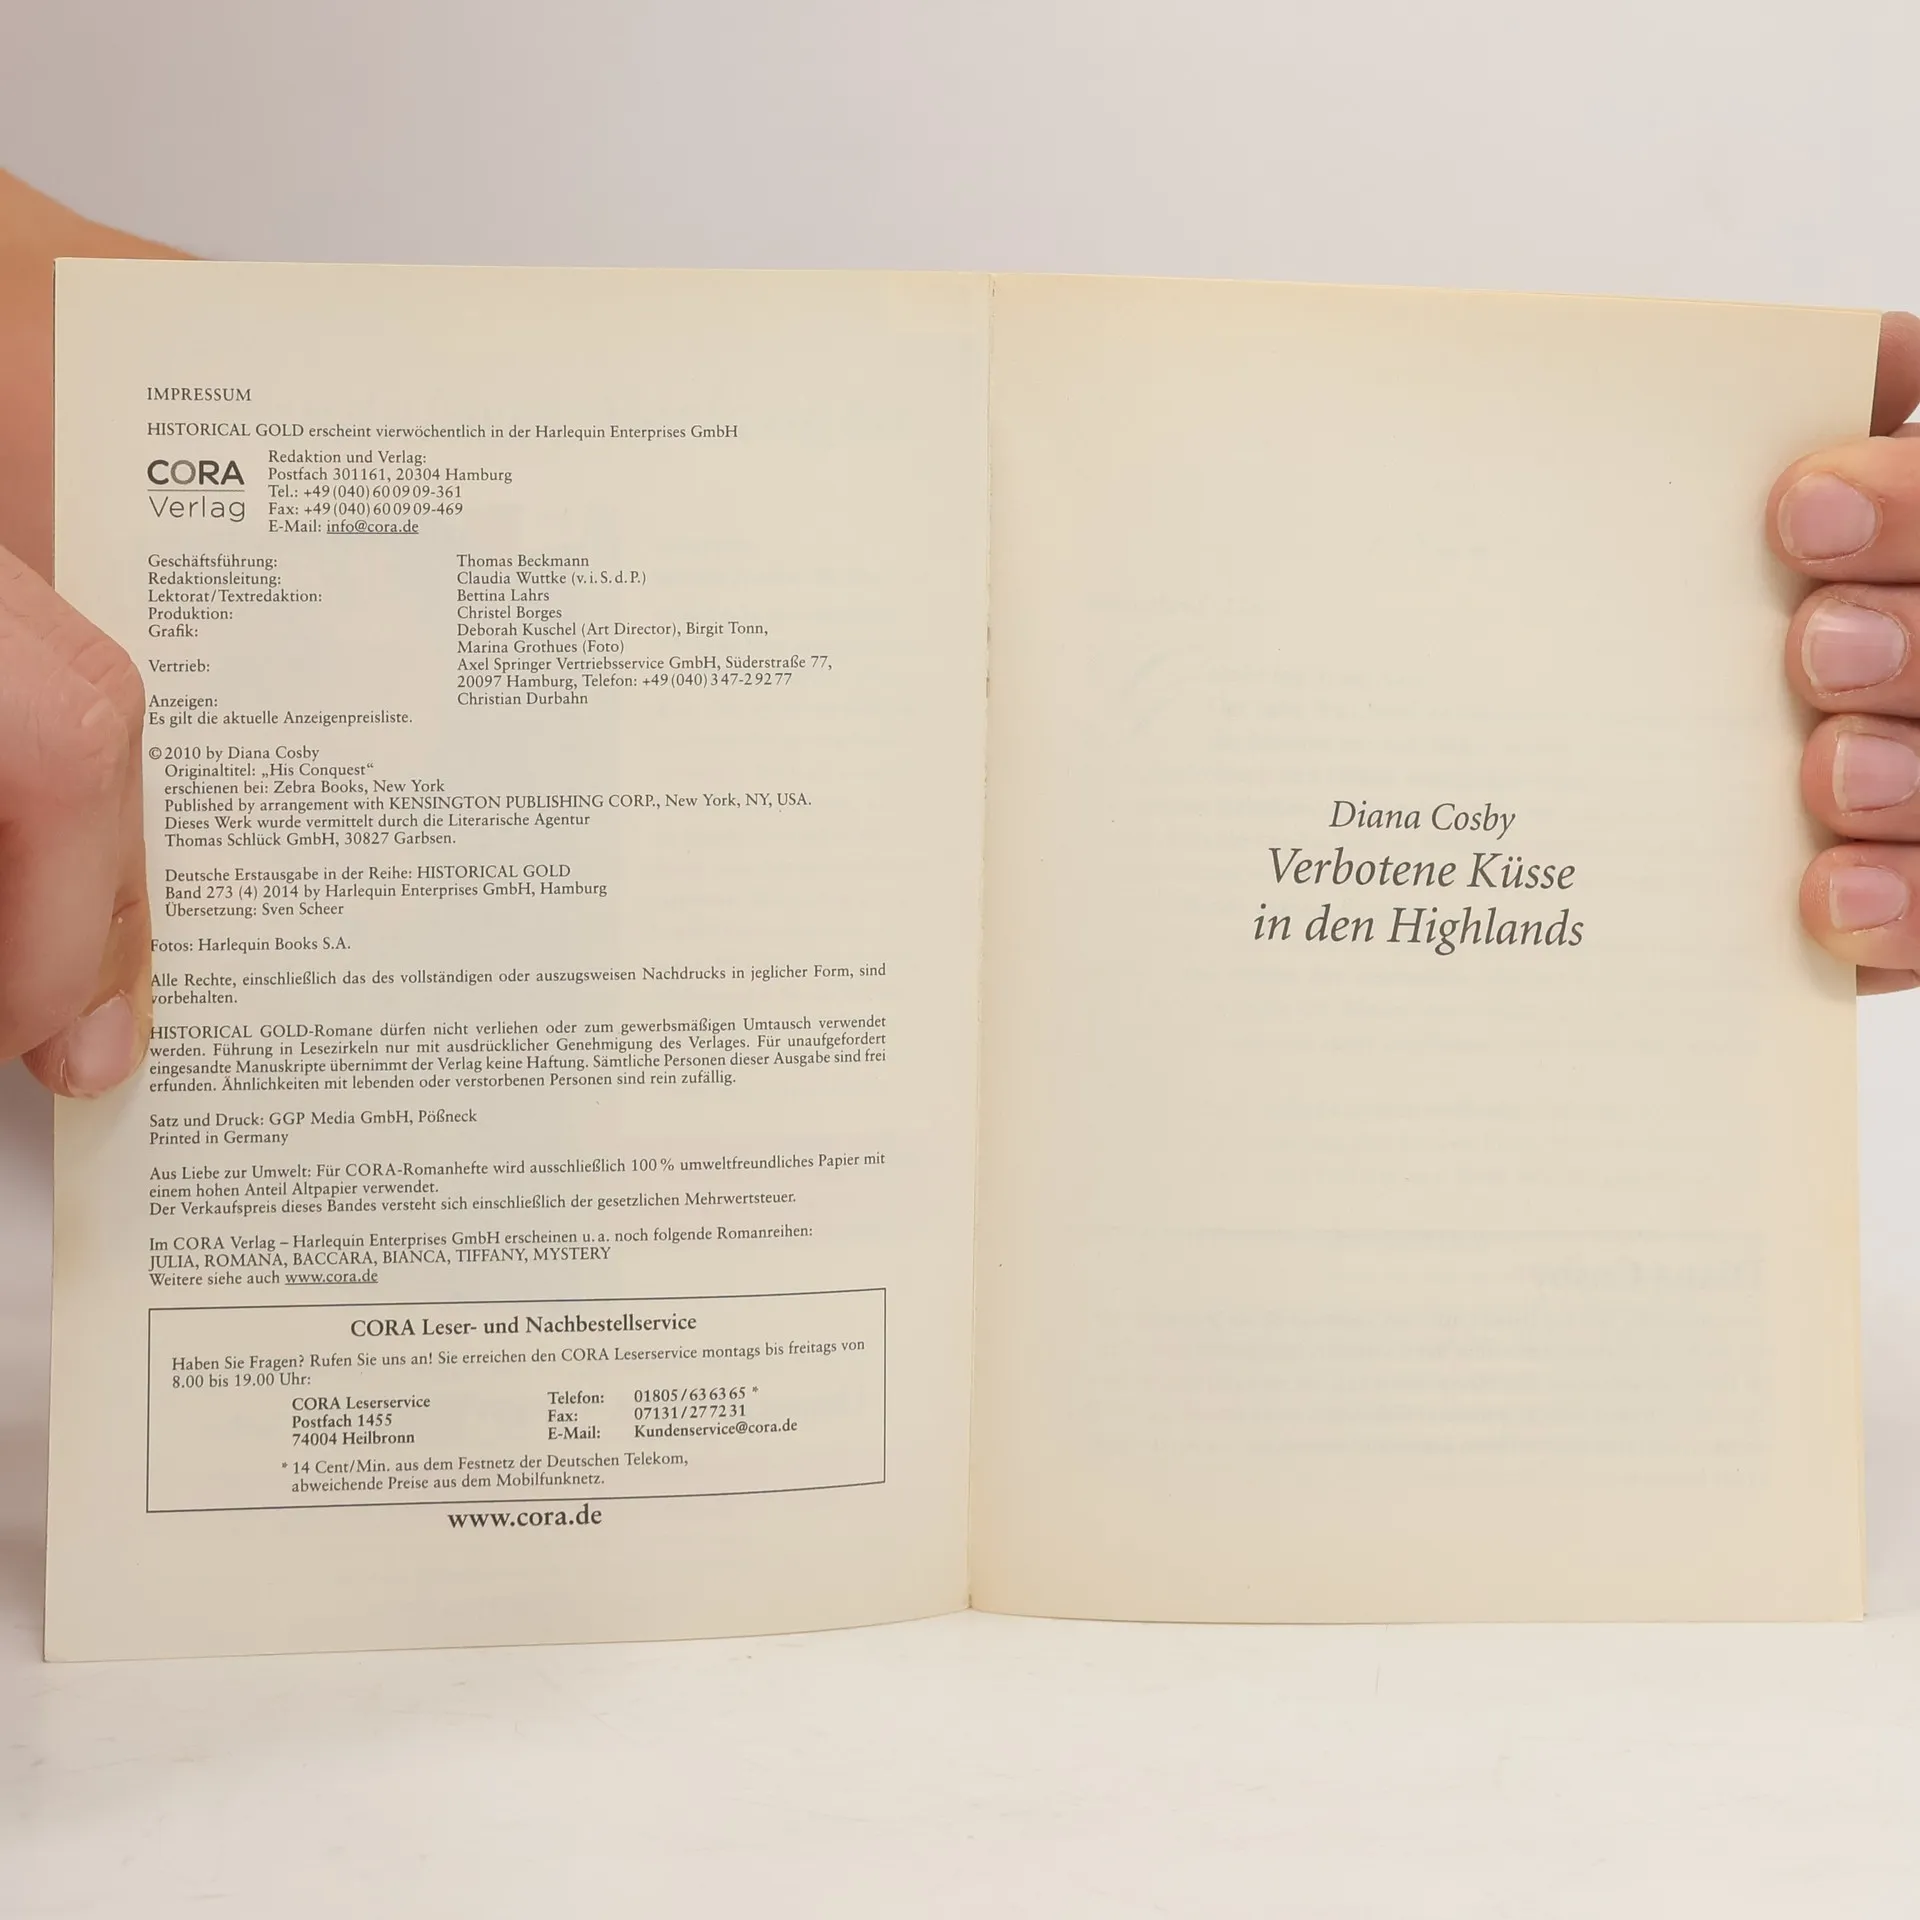 IMPRESSUM
HISTORICAL GOLD erscheint vierwöchentlich in der Harlequin Enterprises GmbH
CORA
Verlag
Redaktion und Verlag:
Postfach 301161, 20304 Hamburg
Tel.: +49(040)600909-361
Fax: +49(040)600909-469
E-Mail: info@cora.de
Geschäftsführung: Thomas Beckmann
Redaktionsleitung: Claudia Wuttke (v.i.S.d.P.)
Lektorat/Textredaktion: Bettina Lahrs
Produktion: Christel Borges
Grafik: Deborah Kuschel (Art Director), Birgit Tonn,
Marina Grothues (Foto)
Vertrieb: Axel Springer Vertriebsservice GmbH, Süderstraße 77,
20097 Hamburg, Telefon: +49(040)347-29277
Anzeigen: Christian Durbahn
Es gilt die aktuelle Anzeigenpreisliste.
©2010 by Diana Cosby
Originaltitel: „His Conquest“
erschienen bei: Zebra Books, New York
Published by arrangement with KENSINGTON PUBLISHING CORP., New York, NY, USA.
Dieses Werk wurde vermittelt durch die Literarische Agentur
Thomas Schlück GmbH, 30827 Garbsen.
Deutsche Erstausgabe in der Reihe: HISTORICAL GOLD
Band 273 (4) 2014 by Harlequin Enterprises GmbH, Hamburg
Übersetzung: Sven Scheer
Fotos: Harlequin Books S.A.
Alle Rechte, einschließlich das des vollständigen oder auszugsweisen Nachdrucks in jeglicher Form, sind
vorbehalten.
HISTORICAL GOLD-Romane dürfen nicht verliehen oder zum gewerbsmäßigen Umtausch verwendet
werden. Führung in Lesezirkeln nur mit ausdrücklicher Genehmigung des Verlages. Für unaufgefordert
eingesandte Manuskripte übernimmt der Verlag keine Haftung. Sämtliche Personen dieser Ausgabe sind frei
erfunden. Ähnlichkeiten mit lebenden oder verstorbenen Personen sind rein zufällig.
Satz und Druck: GGP Media GmbH, Pößneck
Printed in Germany
Aus Liebe zur Umwelt: Für CORA-Romanhefte wird ausschließlich 100% umweltfreundliches Papier mit
einem hohen Anteil Altpapier verwendet.
Der Verkaufspreis dieses Bandes versteht sich einschließlich der gesetzlichen Mehrwertsteuer.
Im CORA Verlag – Harlequin Enterprises GmbH erscheinen u.a. noch folgende Romanreihen:
JULIA, ROMANA, BACCARA, BIANCA, TIFFANY, MYSTERY
Weitere siehe auch www.cora.de
CORA Leser- und Nachbestellservice
Haben Sie Fragen? Rufen Sie uns an! Sie erreichen den CORA Leserservice montags bis freitags von
8.00 bis 19.00 Uhr:
CORA Leserservice
Postfach 1455
74004 Heilbronn
Telefon: 01805/636365 *
Fax: 07131/277231
E-Mail: Kundenservice@cora.de
* 14 Cent/Min. aus dem Festnetz der Deutschen Telekom,
abweichende Preise aus dem Mobilfunknetz.
www.cora.de
Diana Cosby
Verbotene Küsse
in den Highlands